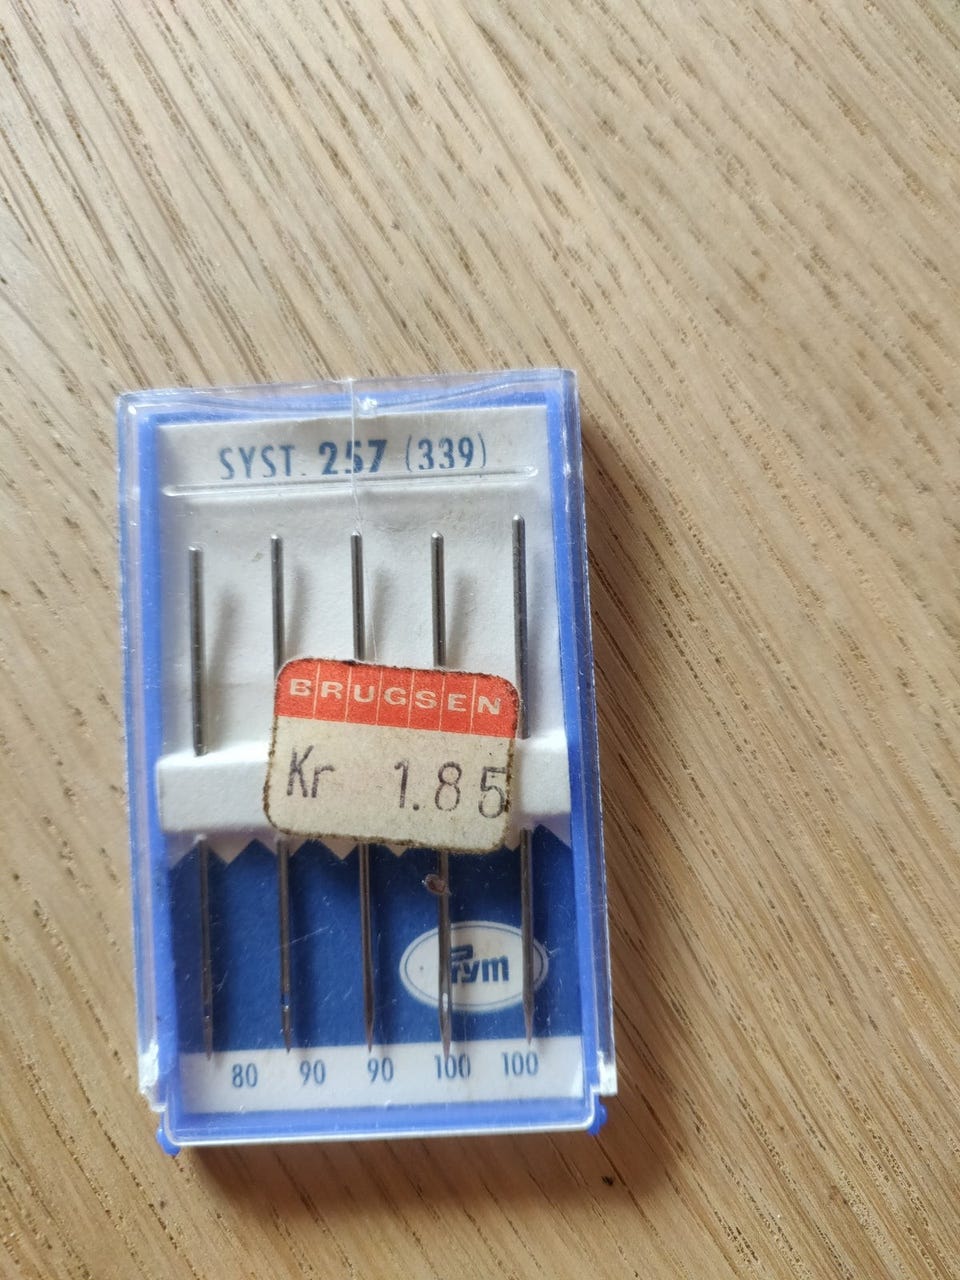 SYST. 257 (339)
BRUGSEN
Kr 1.85
Prym
80 90 90 100 100